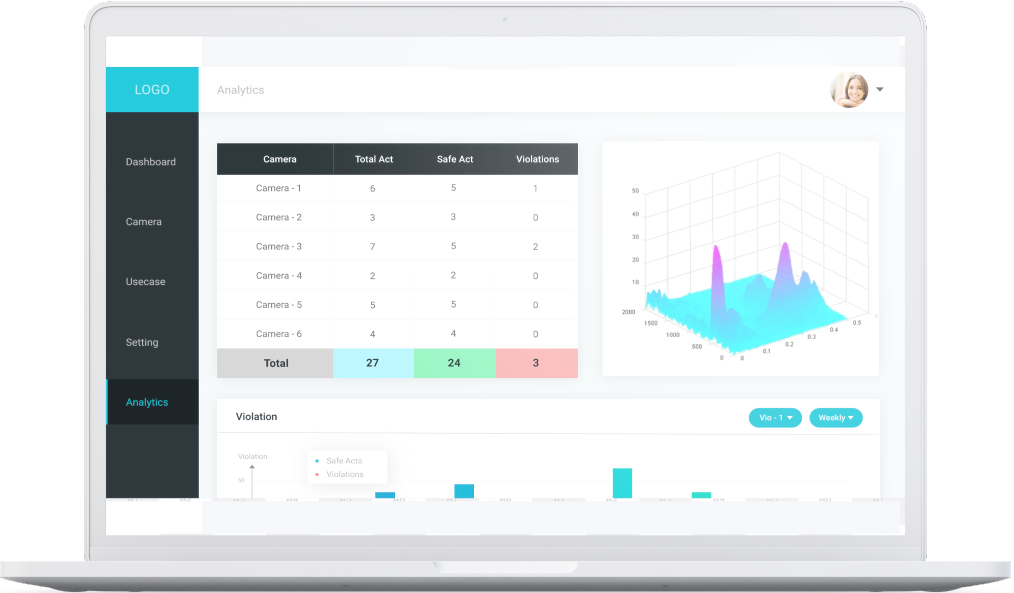 LOGO
Analytics
Dashboard
Camera
Usecase
Setting
Analytics
Camera Total Act Safe Act Violations
Camera - 1 6 5 1
Camera - 2 3 3 0
Camera - 3 7 5 2
Camera - 4 2 2 0
Camera - 5 5 5 0
Camera - 6 4 4 0
Total 27 24 3
50
40
30
20
10
2000
1500
1000
500
0
0
0.1
0.2
0.3
0.4
0.5
Violation
Vio - 1
Weekly
Violation
Safe Acts
Violations